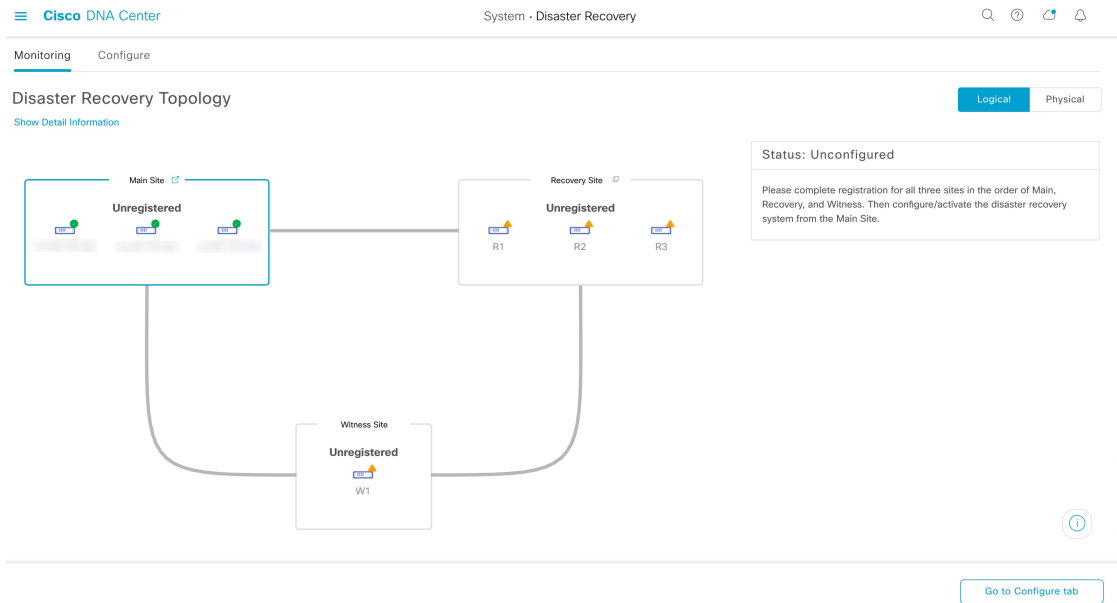 Cisco DNA Center
System · Disaster Recovery
Monitoring Configure
Disaster Recovery Topology
Logical Physical
Show Detail Information
Main Site
Unregistered
Recovery Site
Unregistered
R1 R2 R3
Status: Unconfigured
Please complete registration for all three sites in the order of Main,
Recovery, and Witness. Then configure/activate the disaster recovery
system from the Main Site.
Witness Site
Unregistered
W1
Go to Configure tab